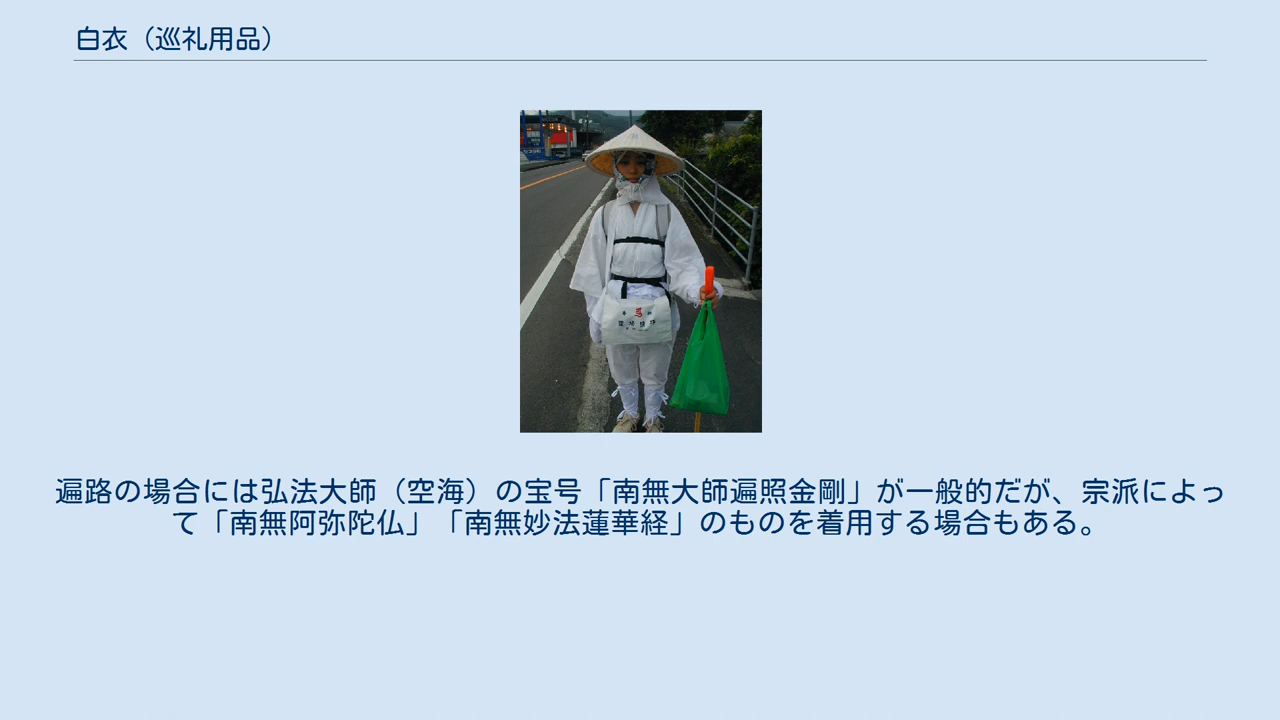 白衣（巡礼用品）
遍路の場合には弘法大師（空海）の宝号「南無大師遍照金剛」が一般的だが、宗派によっ
て「南無阿弥陀仏」「南無妙法蓮華経」のものを着用する場合もある。